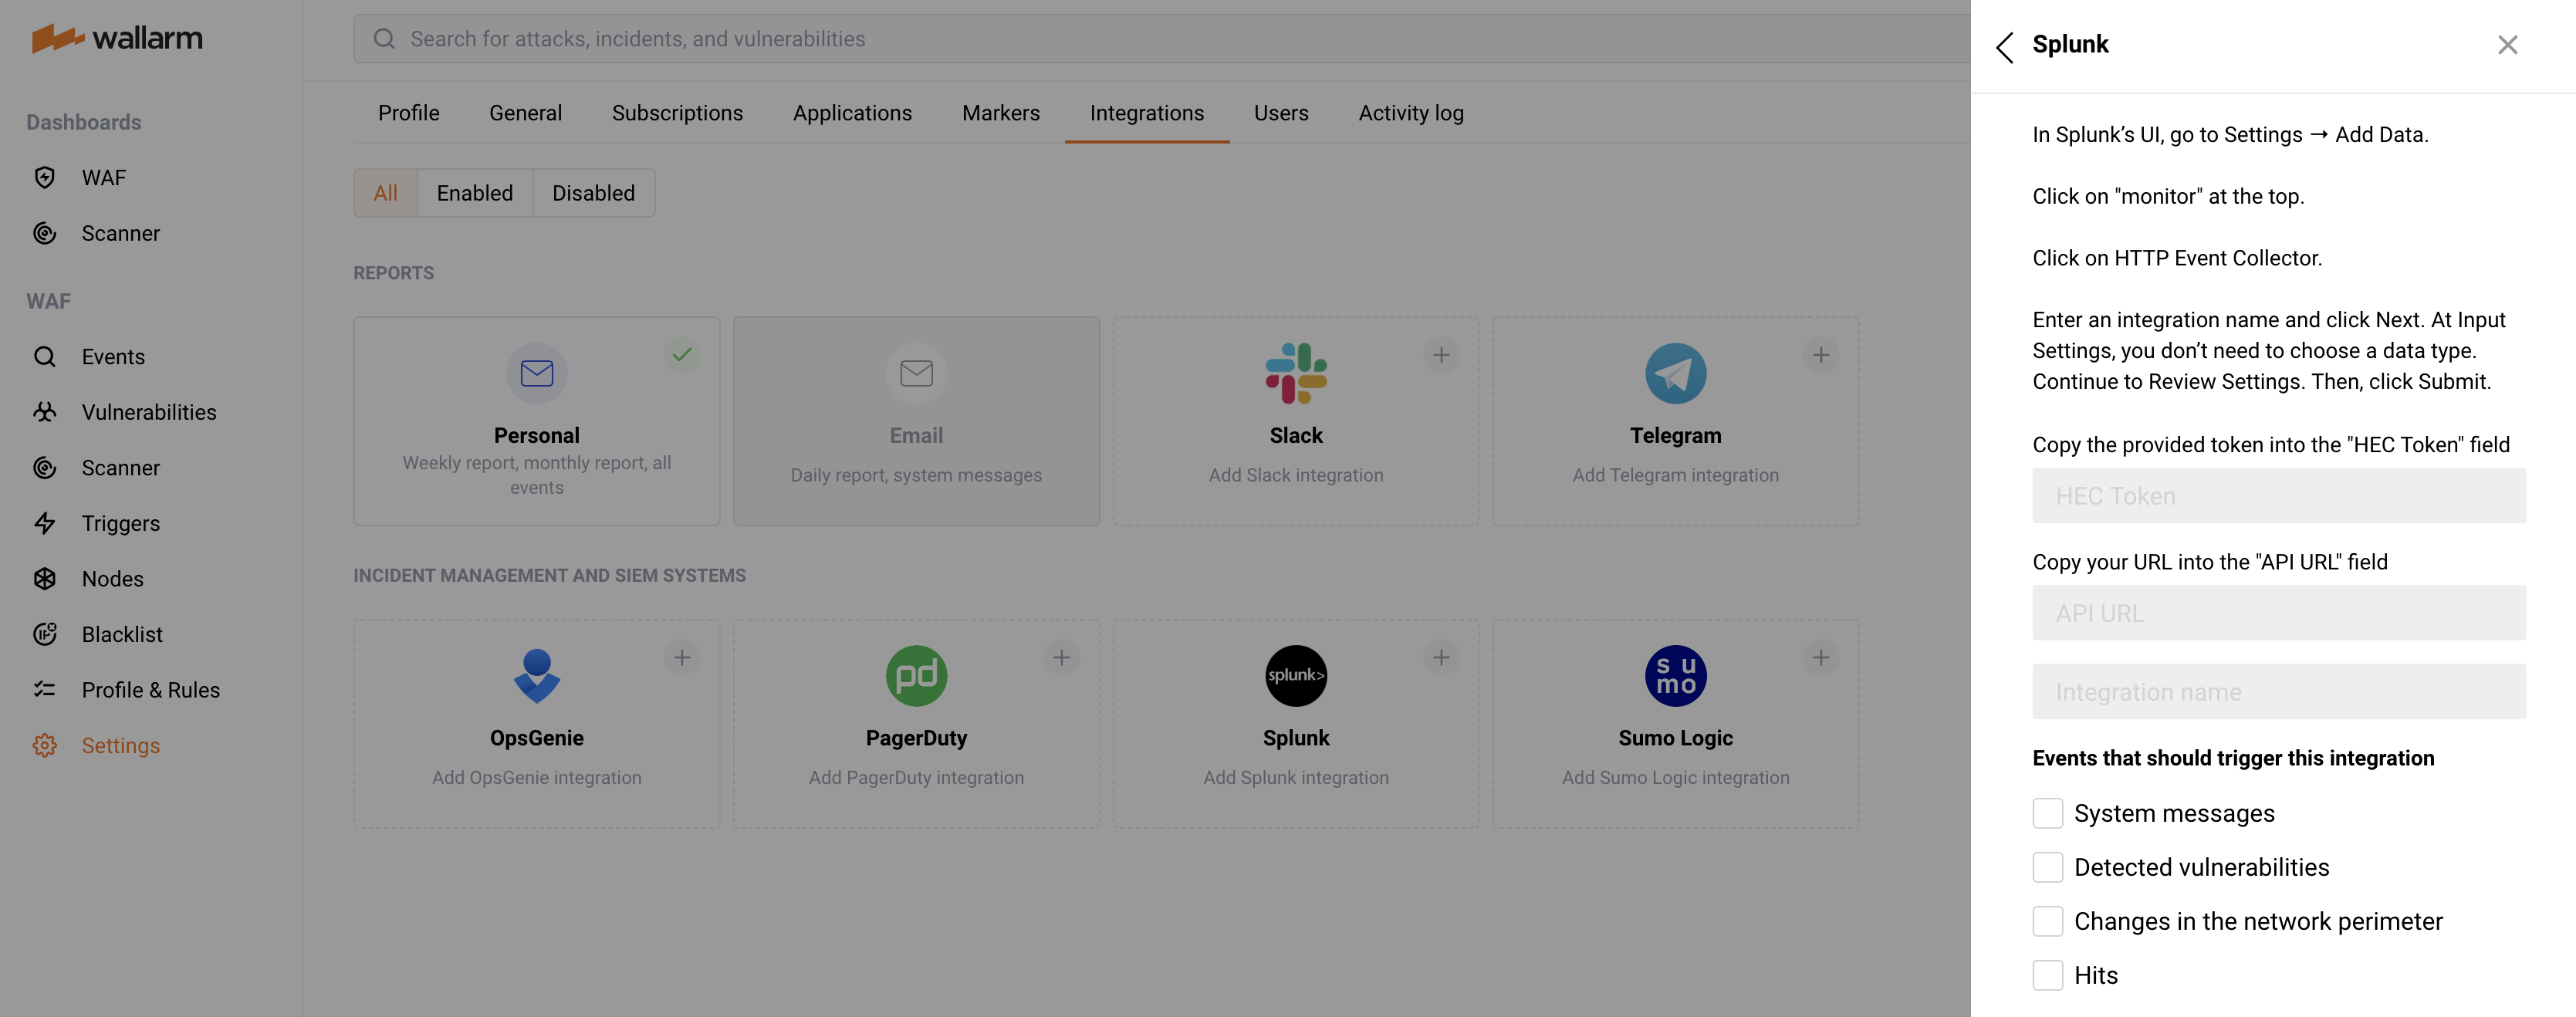 wallarm
Dashboards
WAF
Scanner
WAF
Events
Vulnerabilities
Scanner
Triggers
Nodes
Blacklist
Profile & Rules
Settings
Search for attacks, incidents, and vulnerabilities
Profile General Subscriptions Applications Markers Integrations Users Activity log
All Enabled Disabled
REPORTS
Personal
Weekly report, monthly report, all
events
Email
Daily report, system messages
Slack
Add Slack integration
Telegram
Add Telegram integration
INCIDENT MANAGEMENT AND SIEM SYSTEMS
OpsGenie
Add OpsGenie integration
pd
PagerDuty
Add PagerDuty integration
splunk>
Splunk
Add Splunk integration
su
mo
Sumo Logic
Add Sumo Logic integration
Splunk
In Splunk’s UI, go to Settings → Add Data.
Click on "monitor" at the top.
Click on HTTP Event Collector.
Enter an integration name and click Next. At Input
Settings, you don’t need to choose a data type.
Continue to Review Settings. Then, click Submit.
Copy the provided token into the "HEC Token" field
HEC Token
Copy your URL into the "API URL" field
API URL
Integration name
Events that should trigger this integration
System messages
Detected vulnerabilities
Changes in the network perimeter
Hits